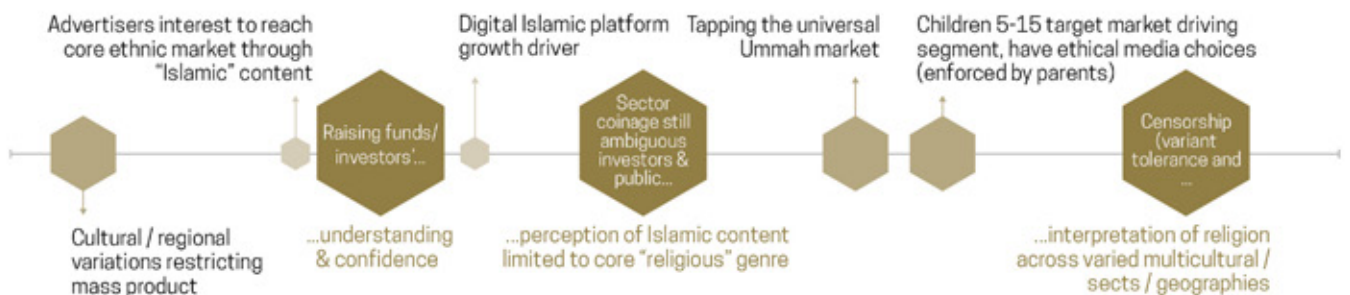 Advertisers interest to reach
core ethnic market through
“Islamic” content
Digital Islamic platform
growth driver
Tapping the universal
Ummah market
Children 5-15 target market driving
segment, have ethical media choices
(enforced by parents)
Raising funds/
investors’...
Sector
coinage still
ambiguous
investors &
public...
Censorship
(variant
tolerance and
...
Cultural / regional
variations restricting
mass product
...understanding
& confidence
...perception of Islamic content
limited to core “religious” genre
...interpretation of religion
across varied multicultural /
sects / geographies